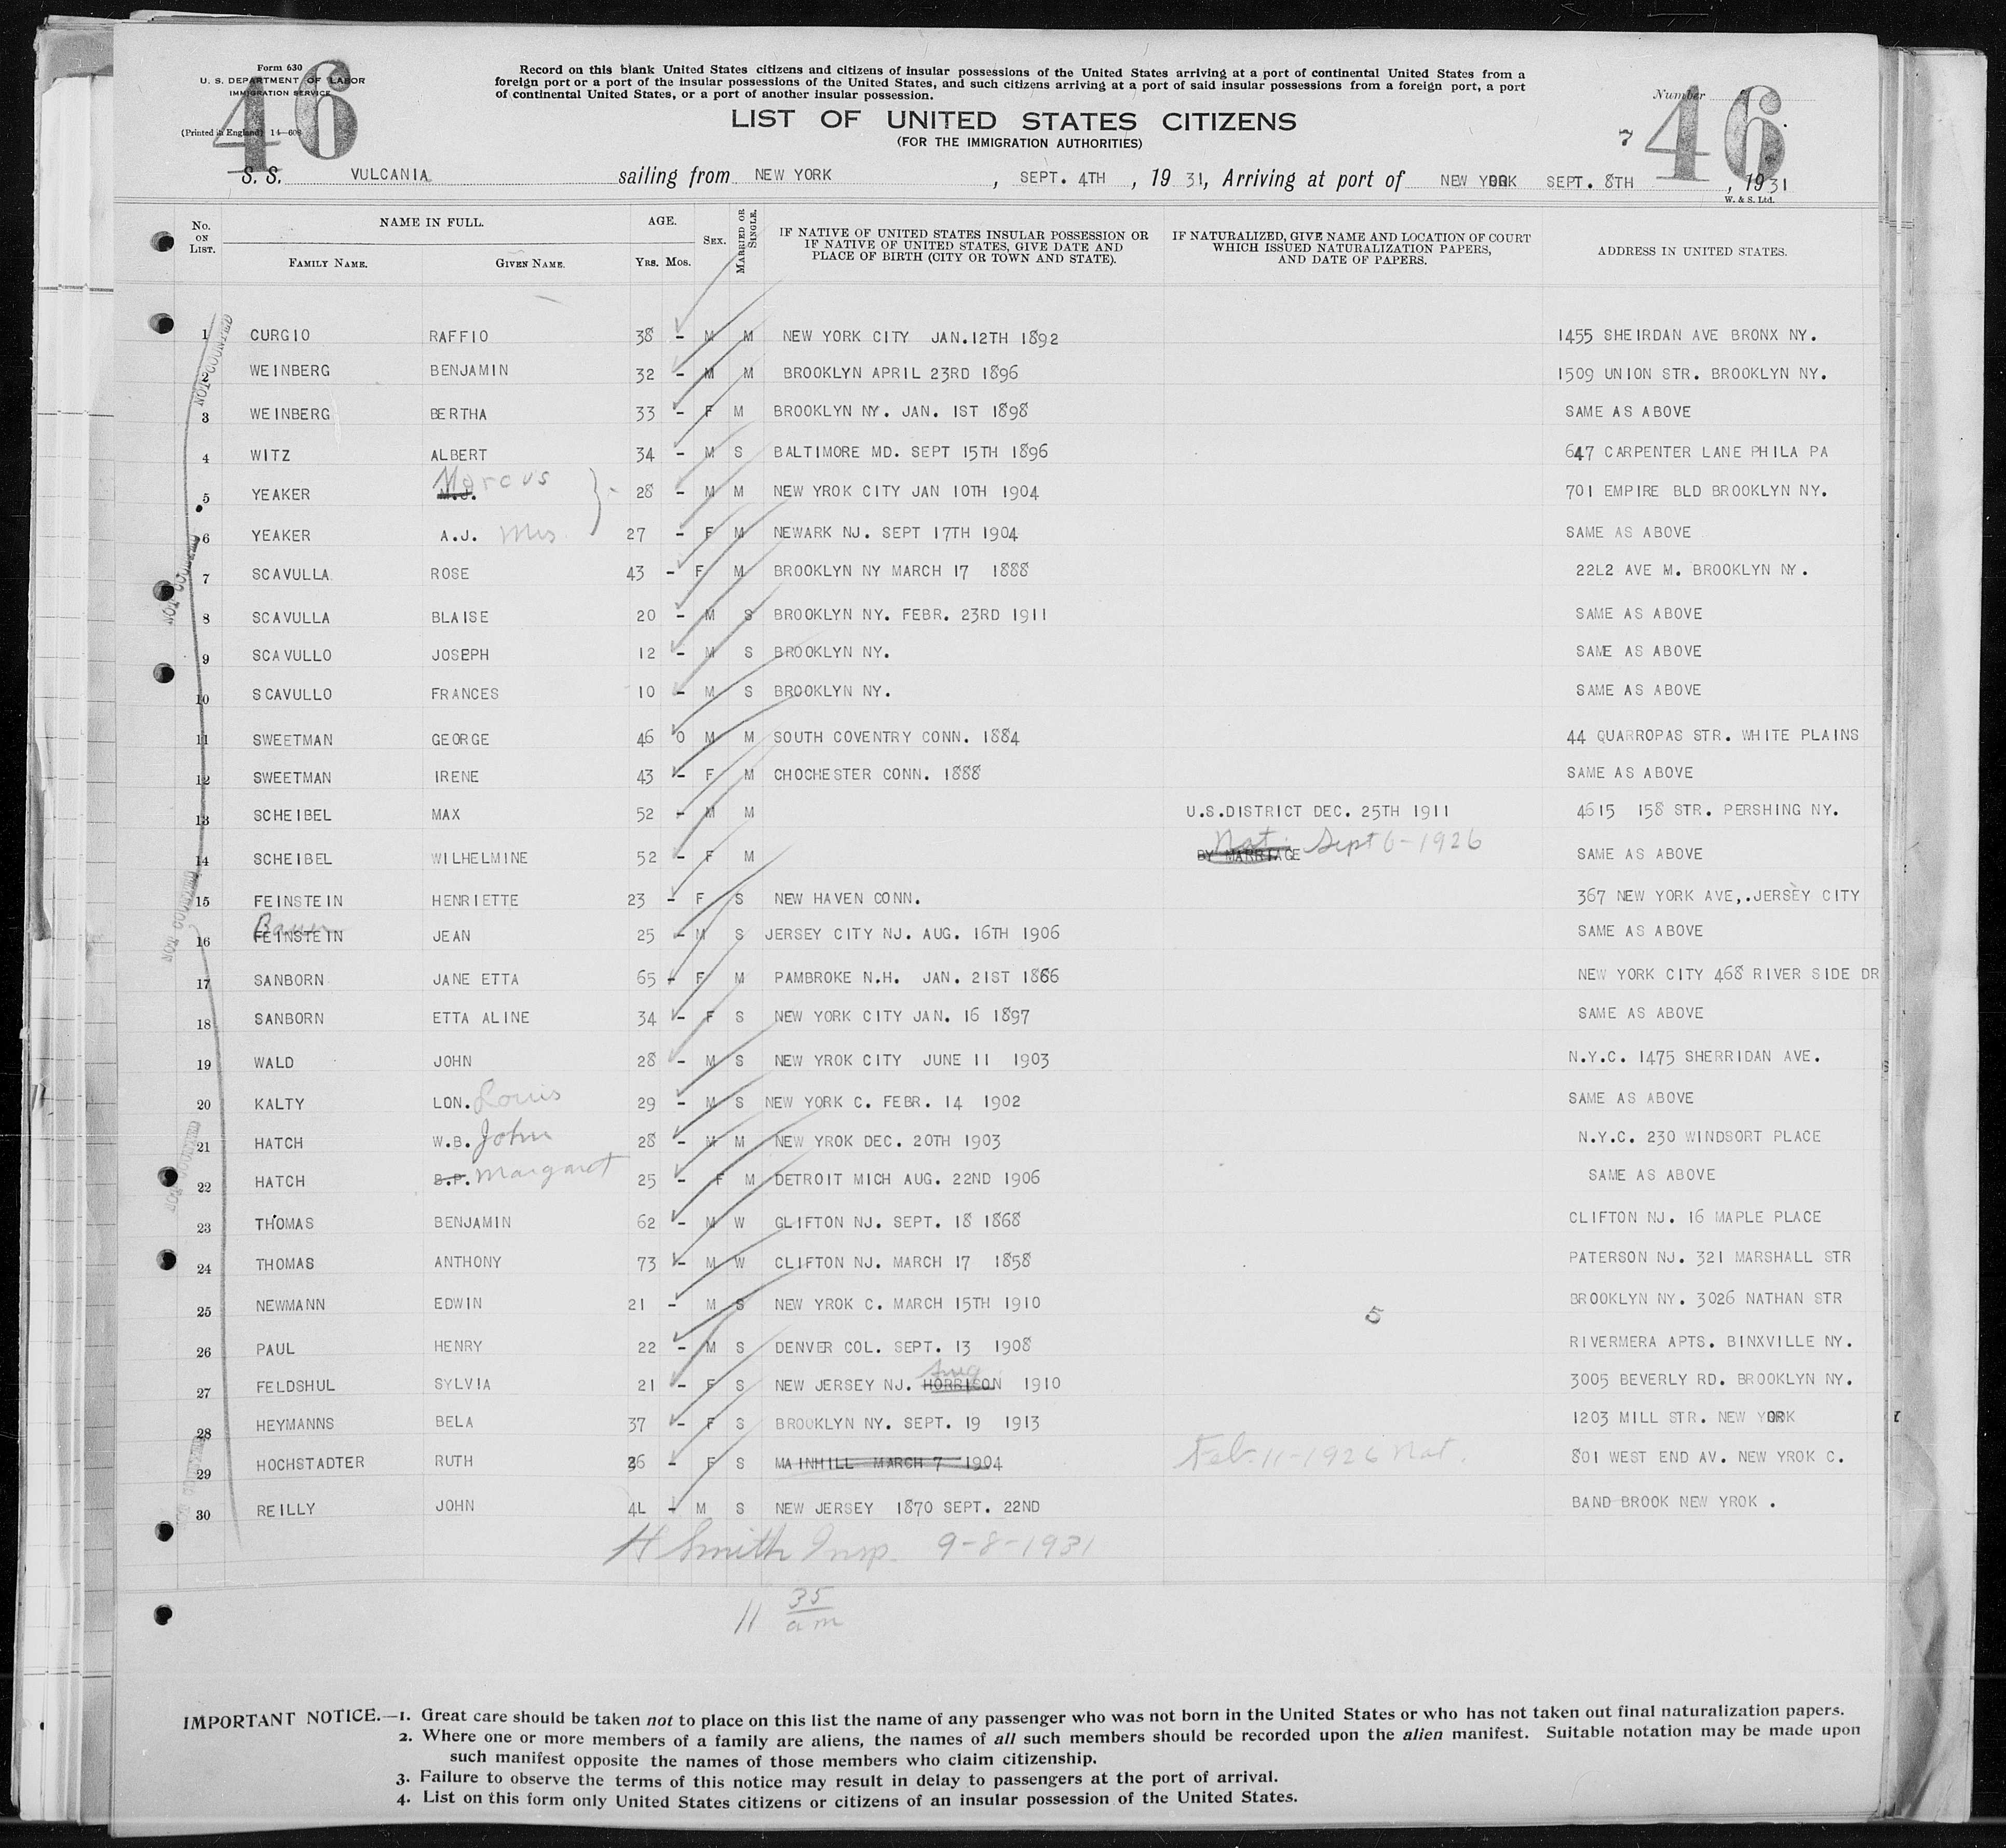 Form 630
U. S. DEPARTMENT OF LABOR
IMMIGRATION SERVICE
(Printed in England) 14—608
46
Record on this blank United States citizens and citizens of insular possessions of the United States arriving at a port of continental United States from a
foreign port or a port of the insular possessions of the United States, and such citizens arriving at a port of said insular possessions from a foreign port, a port
of continental United States, or a port of another insular possession.
LIST OF UNITED STATES CITIZENS
(FOR THE IMMIGRATION AUTHORITIES)
Number
7 46
S. S. VULCANIA sailing from NEW YORK , SEPT. 4TH , 19 31, Arriving at port of NEW YORK SEPT. 8TH , 1931
W. & S. Ltd.
No. ON LIST. NAME IN FULL. FAMILY NAME. GIVEN NAME. AGE. YRS. MOS. SEX. MARRIED OR SINGLE. IF NATIVE OF UNITED STATES INSULAR POSSESSION OR IF NATIVE OF UNITED STATES, GIVE DATE AND PLACE OF BIRTH (CITY OR TOWN AND STATE). IF NATURALIZED, GIVE NAME AND LOCATION OF COURT WHICH ISSUED NATURALIZATION PAPERS, AND DATE OF PAPERS. ADDRESS IN UNITED STATES.
1 CURGIO RAFFIO 38 - M M NEW YORK CITY JAN.12TH 1892 1455 SHEIRDAN AVE BRONX NY.
2 WEINBERG BENJAMIN 32 - M M BROOKLYN APRIL 23RD 1896 1509 UNION STR. BROOKLYN NY.
3 WEINBERG BERTHA 33 - F M BROOKLYN NY. JAN. 1ST 1898 SAME AS ABOVE
4 WITZ ALBERT 34 - M S BALTIMORE MD. SEPT 15TH 1896 647 CARPENTER LANE PHILA PA
5 YEAKER Marcus 28 - M M NEW YROK CITY JAN 10TH 1904 701 EMPIRE BLD BROOKLYN NY.
6 YEAKER A.J. Mrs 27 - F M NEWARK NJ. SEPT 17TH 1904 SAME AS ABOVE
7 SCAVULLA ROSE 43 - F M BROOKLYN NY MARCH 17 1888 22L2 AVE M. BROOKLYN NY.
8 SCAVULLA BLAISE 20 - M S BROOKLYN NY. FEBR. 23RD 1911 SAME AS ABOVE
9 SCAVULLO JOSEPH 12 - M S BROOKLYN NY. SAME AS ABOVE
10 SCAVULLO FRANCES 10 - M S BROOKLYN NY. SAME AS ABOVE
11 SWEETMAN GEORGE 46 O M M SOUTH COVENTRY CONN. 1884 44 QUARROPAS STR. WHITE PLAINS
12 SWEETMAN IRENE 43 - F M CHOCHESTER CONN. 1888 SAME AS ABOVE
13 SCHEIBEL MAX 52 - M M U.S.DISTRICT DEC. 25TH 1911 4615 158 STR. PERSHING NY.
14 SCHEIBEL WILHELMINE 52 - F M BY MARRIAGE Nat. Sept 6-1926 SAME AS ABOVE
15 FEINSTEIN HENRIETTE 23 - F S NEW HAVEN CONN. 367 NEW YORK AVE,.JERSEY CITY
16 FEINSTEIN JEAN 25 - M S JERSEY CITY NJ. AUG. 16TH 1906 SAME AS ABOVE
17 SANBORN JANE ETTA 65 - F M PAMBROKE N.H. JAN. 21ST 1866 NEW YORK CITY 468 RIVER SIDE DR
18 SANBORN ETTA ALINE 34 - F S NEW YORK CITY JAN. 16 1897 SAME AS ABOVE
19 WALD JOHN 28 - M S NEW YROK CITY JUNE 11 1903 N.Y.C. 1475 SHERRIDAN AVE.
20 KALTY LON. Louis 29 - M S NEW YORK C. FEBR. 14 1902 SAME AS ABOVE
21 HATCH W.B. John 28 - M M NEW YROK DEC. 20TH 1903 N.Y.C. 230 WINDSORT PLACE
22 HATCH B.P. Margaret 25 - F M DETROIT MICH AUG. 22ND 1906 SAME AS ABOVE
23 THOMAS BENJAMIN 62 - M W GLIFTON NJ. SEPT. 18 1868 CLIFTON NJ. 16 MAPLE PLACE
24 THOMAS ANTHONY 73 - M W CLIFTON NJ. MARCH 17 1858 PATERSON NJ. 321 MARSHALL STR
25 NEWMANN EDWIN 21 - M S NEW YROK C. MARCH 15TH 1910 5 BROOKLYN NY. 3026 NATHAN STR
26 PAUL HENRY 22 - M S DENVER COL. SEPT. 13 1908 RIVERMERA APTS. BINXVILLE NY.
27 FELDSHUL SYLVIA 21 - F S NEW JERSEY NJ. HORRISON Aug 1910 3005 BEVERLY RD. BROOKLYN NY.
28 HEYMANNS BELA 37 - F S BROOKLYN NY. SEPT. 19 1913 1203 MILL STR. NEW YORK
29 HOCHSTADTER RUTH 36 - F S MAINHILL MARCH 7 1904 Feb. 11-1926 Nat. 801 WEST END AV. NEW YROK C.
30 REILLY JOHN 4L - M S NEW JERSEY 1870 SEPT. 22ND BAND BROOK NEW YROK .
NON COUNTED
H Smith Insp. 9-8-1931
11 35 am
IMPORTANT NOTICE.—1. Great care should be taken not to place on this list the name of any passenger who was not born in the United States or who has not taken out final naturalization papers.
2. Where one or more members of a family are aliens, the names of all such members should be recorded upon the alien manifest. Suitable notation may be made upon
such manifest opposite the names of those members who claim citizenship.
3. Failure to observe the terms of this notice may result in delay to passengers at the port of arrival.
4. List on this form only United States citizens or citizens of an insular possession of the United States.